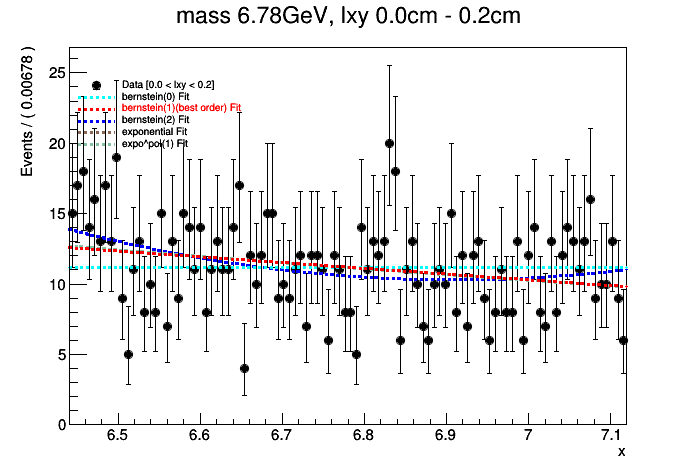 mass 6.78GeV, lxy 0.0cm - 0.2cm
Events / ( 0.00678 )
25
20
15
10
5
0
Data [0.0 < lxy < 0.2]
bernstein(0) Fit
bernstein(1)(best order) Fit
bernstein(2) Fit
exponential Fit
expo^pol(1) Fit
6.5 6.6 6.7 6.8 6.9 7 7.1
x